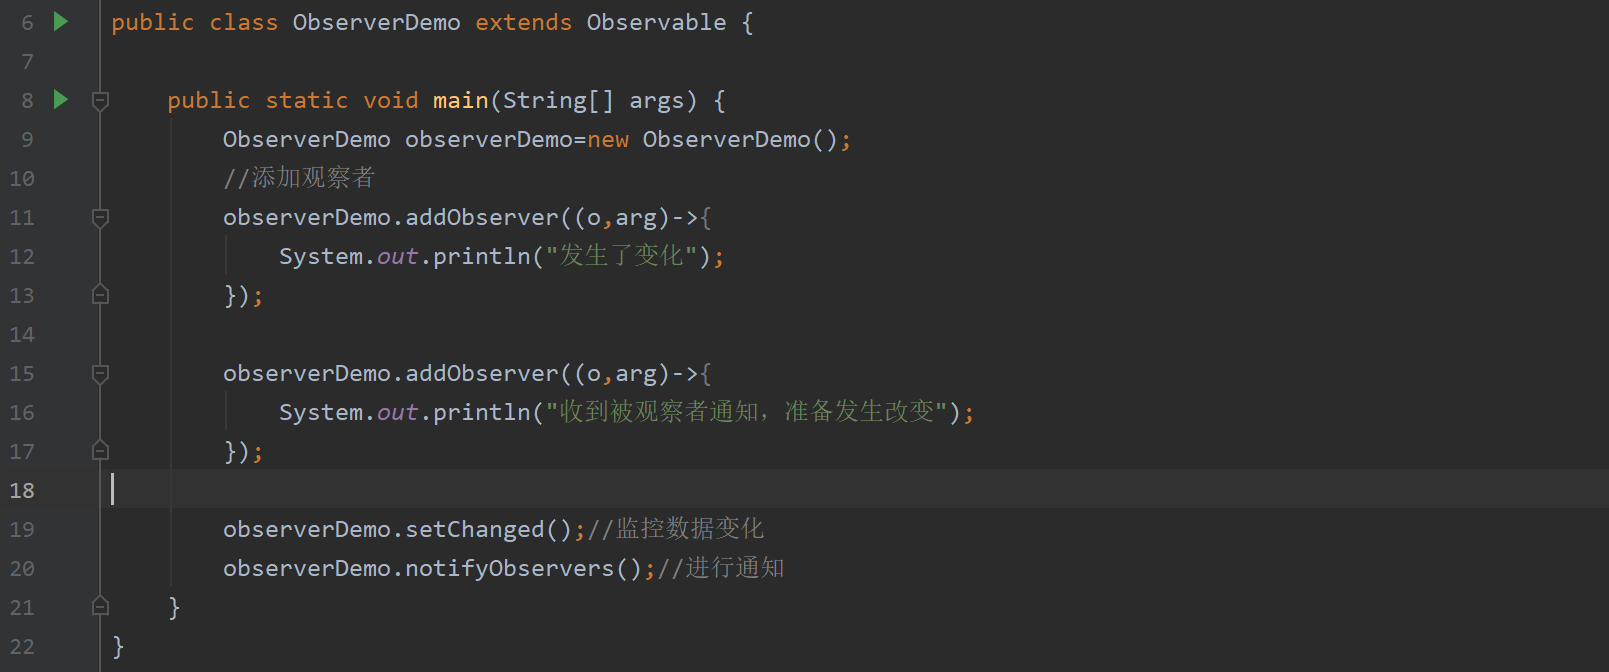 6 public class ObserverDemo extends Observable {
7
8 public static void main(String[] args) {
9 ObserverDemo observerDemo=new ObserverDemo();
10 //添加观察者
11 observerDemo.addObserver((o,arg)->{
12 System.out.println("发生了变化");
13 });
14
15 observerDemo.addObserver((o,arg)->{
16 System.out.println("收到被观察者通知，准备发生改变");
17 });
18
19 observerDemo.setChanged();//监控数据变化
20 observerDemo.notifyObservers();//进行通知
21 }
22 }